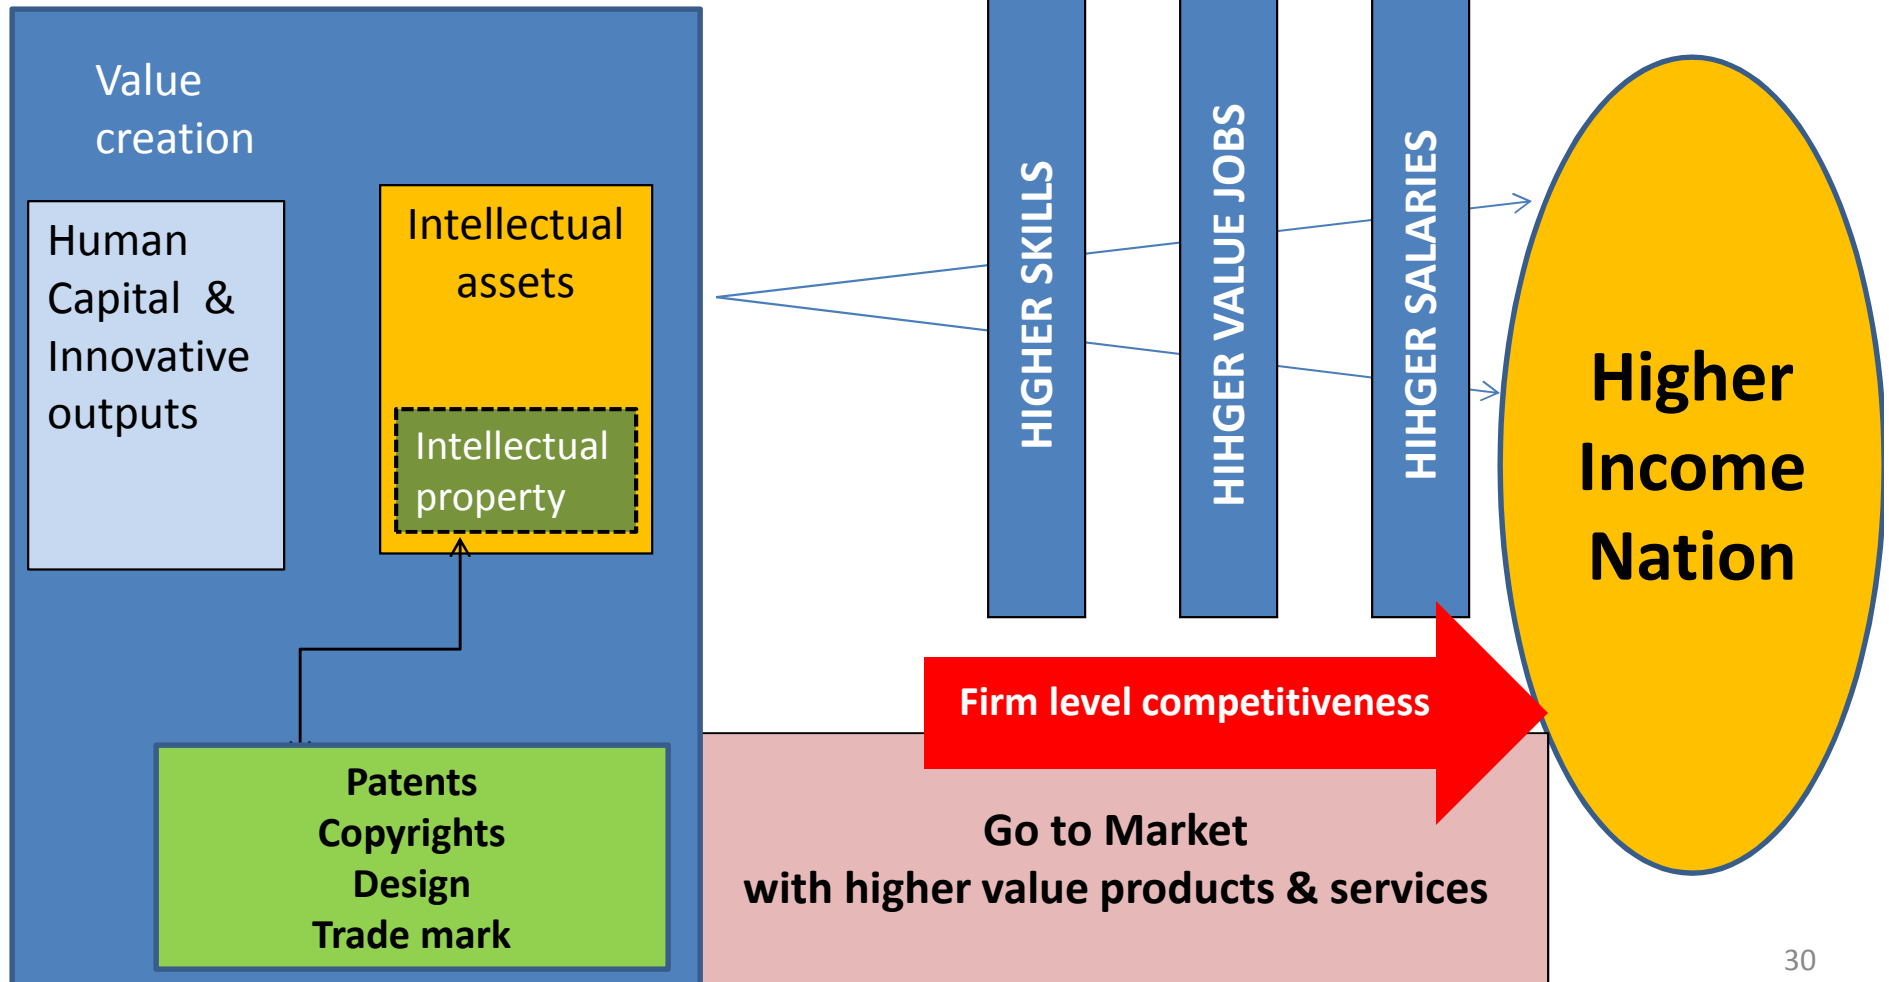 Value
creation
Human
Capital &
Innovative
outputs
Intellectual
assets
Intellectual
property
Patents
Copyrights
Design
Trade mark
HIGHER SKILLS
HIHGER VALUE JOBS
HIHGER SALARIES
Firm level competitiveness
Go to Market
with higher value products & services
Higher
Income
Nation
30